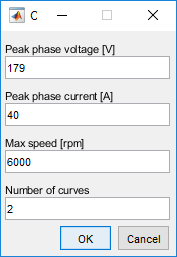 C
Peak phase voltage [V]
179
Peak phase current [A]
40
Max speed [rpm]
6000
Number of curves
2
OK Cancel